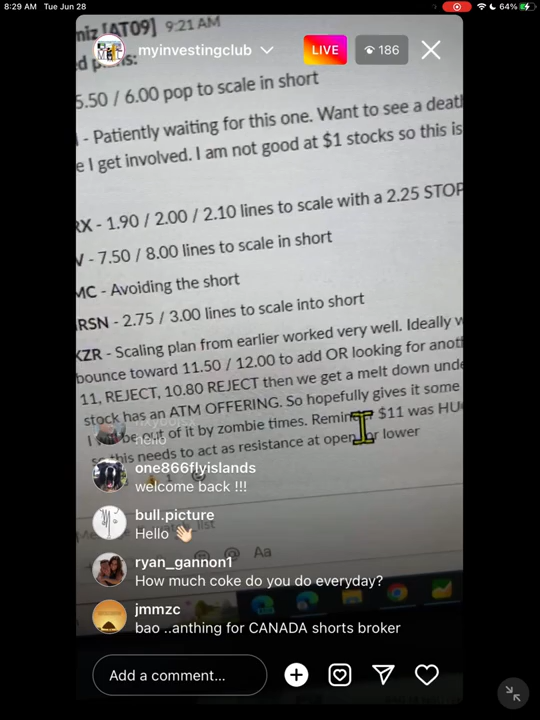 8:29 AM Tue Jun 28
64%
miz [AT09] 9:21 AM
myinvestingclub
LIVE
186
5.50 / 6.00 pop to scale in short
- Patiently waiting for this one. Want to see a death
I get involved. I am not good at $1 stocks so this is
RX - 1.90 / 2.00 / 2.10 lines to scale with a 2.25 STOP
- 7.50 / 8.00 lines to scale in short
MC - Avoiding the short
RSN - 2.75 / 3.00 lines to scale into short
KZR - Scaling plan from earlier worked very well. Ideally
bounce toward 11.50 / 12.00 to add OR looking for
11, REJECT, 10.80 REJECT then we get a melt down
stock has an ATM OFFERING. So hopefully gives it some
be out of it by zombie times. $11 was
this needs to act as resistance at open or lower
hello
one866flyislands
welcome back !!!
bull.picture
Hello 👋🏻
Aa
ryan_gannon1
How much coke do you do everyday?
jmmzc
bao ..anthing for CANADA shorts broker
Add a comment...